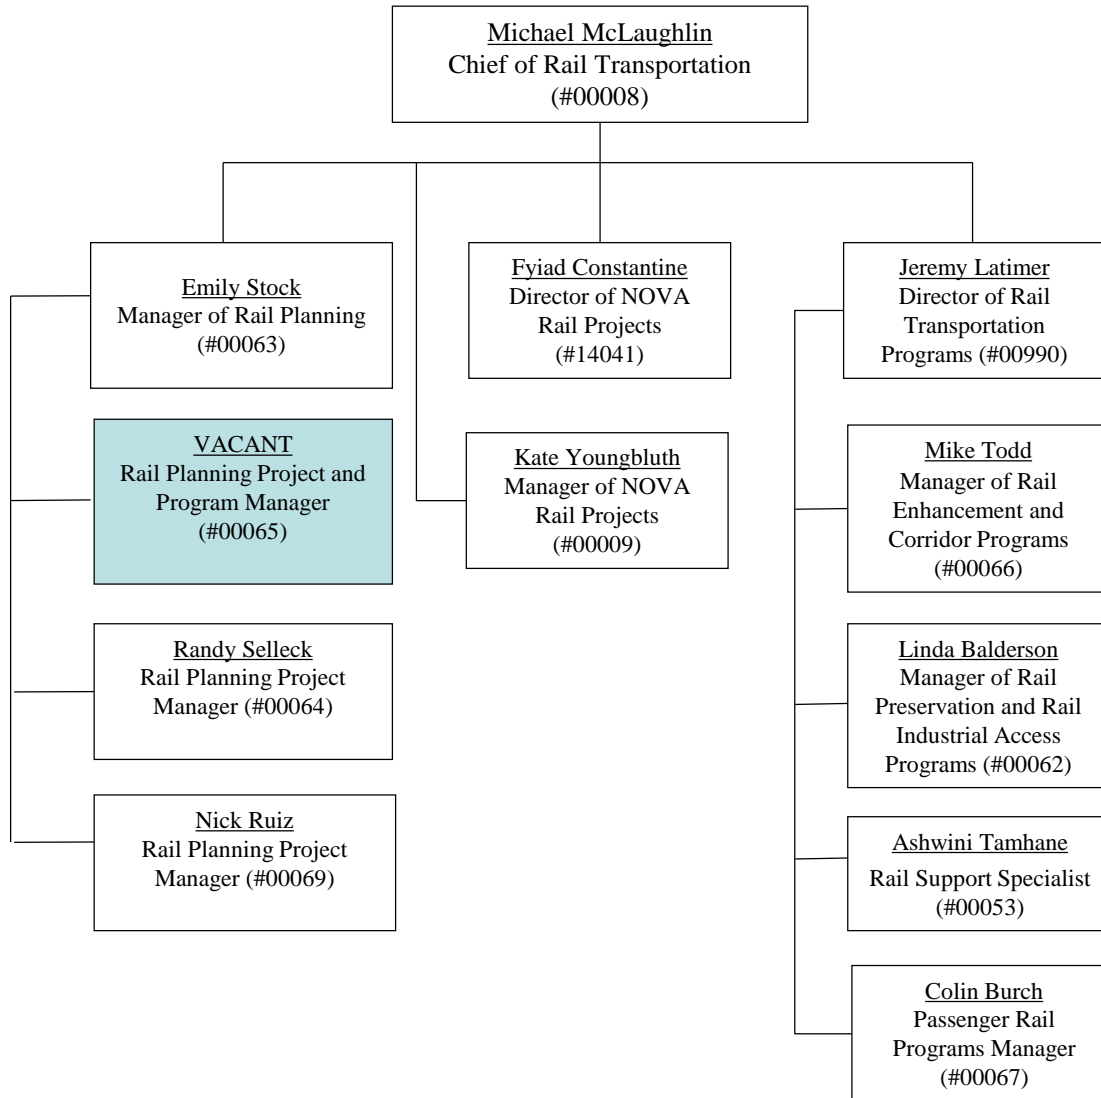 Michael McLaughlin
Chief of Rail Transportation
(#00008)
Emily Stock
Manager of Rail Planning
(#00063)
VACANT
Rail Planning Project and
Program Manager
(#00065)
Randy Selleck
Rail Planning Project
Manager (#00064)
Nick Ruiz
Rail Planning Project
Manager (#00069)
Fyiad Constantine
Director of NOVA
Rail Projects
(#14041)
Kate Youngbluth
Manager of NOVA
Rail Projects
(#00009)
Jeremy Latimer
Director of Rail
Transportation
Programs (#00990)
Mike Todd
Manager of Rail
Enhancement and
Corridor Programs
(#00066)
Linda Balderson
Manager of Rail
Preservation and Rail
Industrial Access
Programs (#00062)
Ashwini Tamhane
Rail Support Specialist
(#00053)
Colin Burch
Passenger Rail
Programs Manager
(#00067)